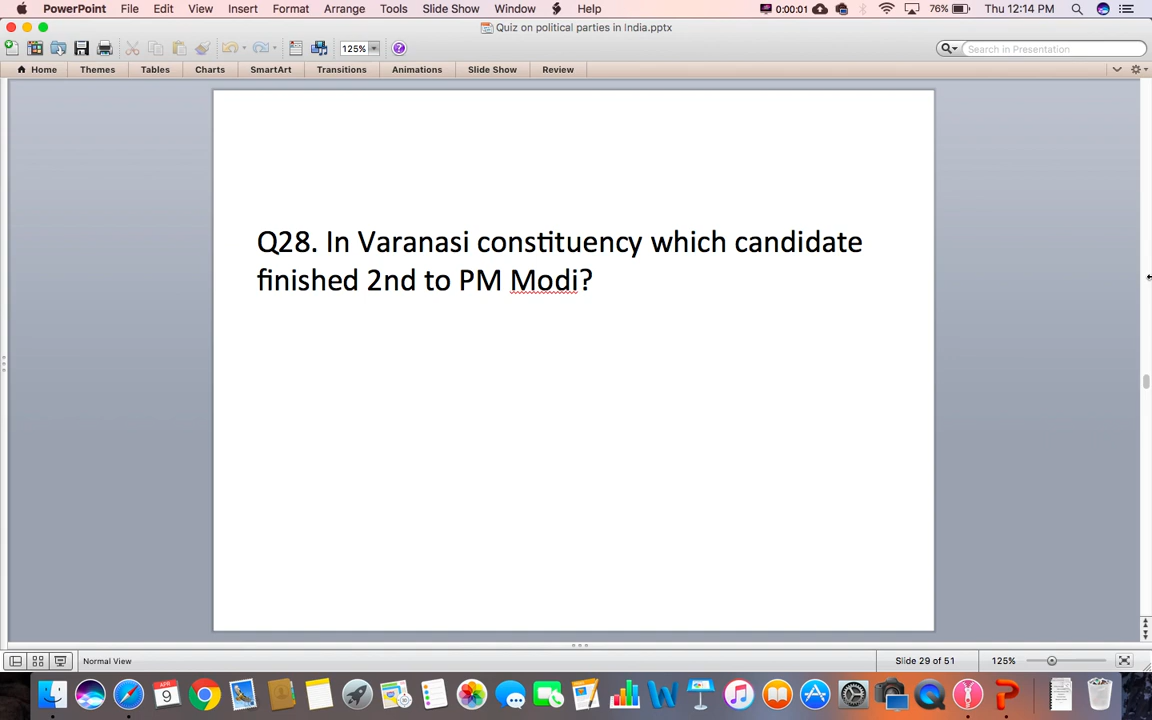 PowerPoint File Edit View Insert Format Arrange Tools Slide Show Window Help 0:00:01 76% Thu 12:14 PM
Quiz on political parties in India.pptx
125% Search in Presentation
Home Themes Tables Charts SmartArt Transitions Animations Slide Show Review
Q28. In Varanasi constituency which candidate
finished 2nd to PM Modi?
Normal View Slide 29 of 51 125%
APR
9